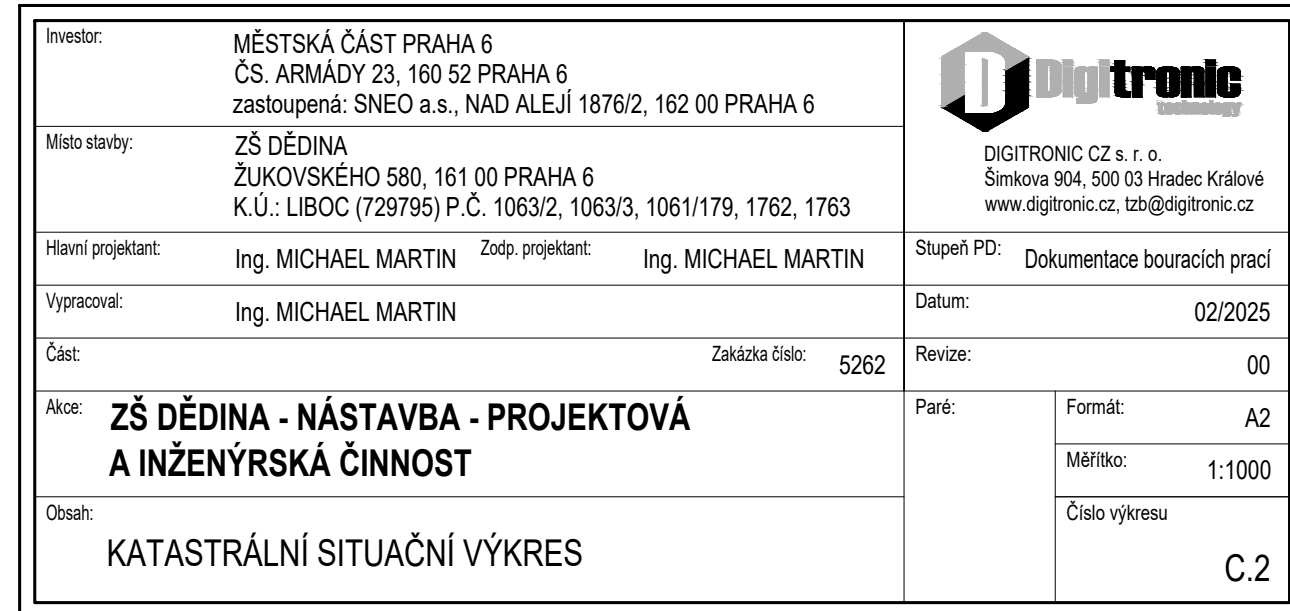 Investor:
MĚSTSKÁ ČÁST PRAHA 6
ČS. ARMÁDY 23, 160 52 PRAHA 6
zastoupená: SNEO a.s., NAD ALEJÍ 1876/2, 162 00 PRAHA 6
Digitronic
technology
DIGITRONIC CZ s. r. o.
Šimkova 904, 500 03 Hradec Králové
www.digitronic.cz, tzb@digitronic.cz
Místo stavby:
ZŠ DĚDINA
ŽUKOVSKÉHO 580, 161 00 PRAHA 6
K.Ú.: LIBOC (729795) P.Č. 1063/2, 1063/3, 1061/179, 1762, 1763
Hlavní projektant: Ing. MICHAEL MARTIN Zodp. projektant: Ing. MICHAEL MARTIN
Stupeň PD: Dokumentace bouracích prací
Vypracoval: Ing. MICHAEL MARTIN
Datum: 02/2025
Část: Zakázka číslo: 5262
Revize: 00
Akce: ZŠ DĚDINA - NÁSTAVBA - PROJEKTOVÁ
A INŽENÝRSKÁ ČINNOST
Paré:
Formát: A2
Měřítko: 1:1000
Obsah:
KATASTRÁLNÍ SITUAČNÍ VÝKRES
Číslo výkresu
C.2